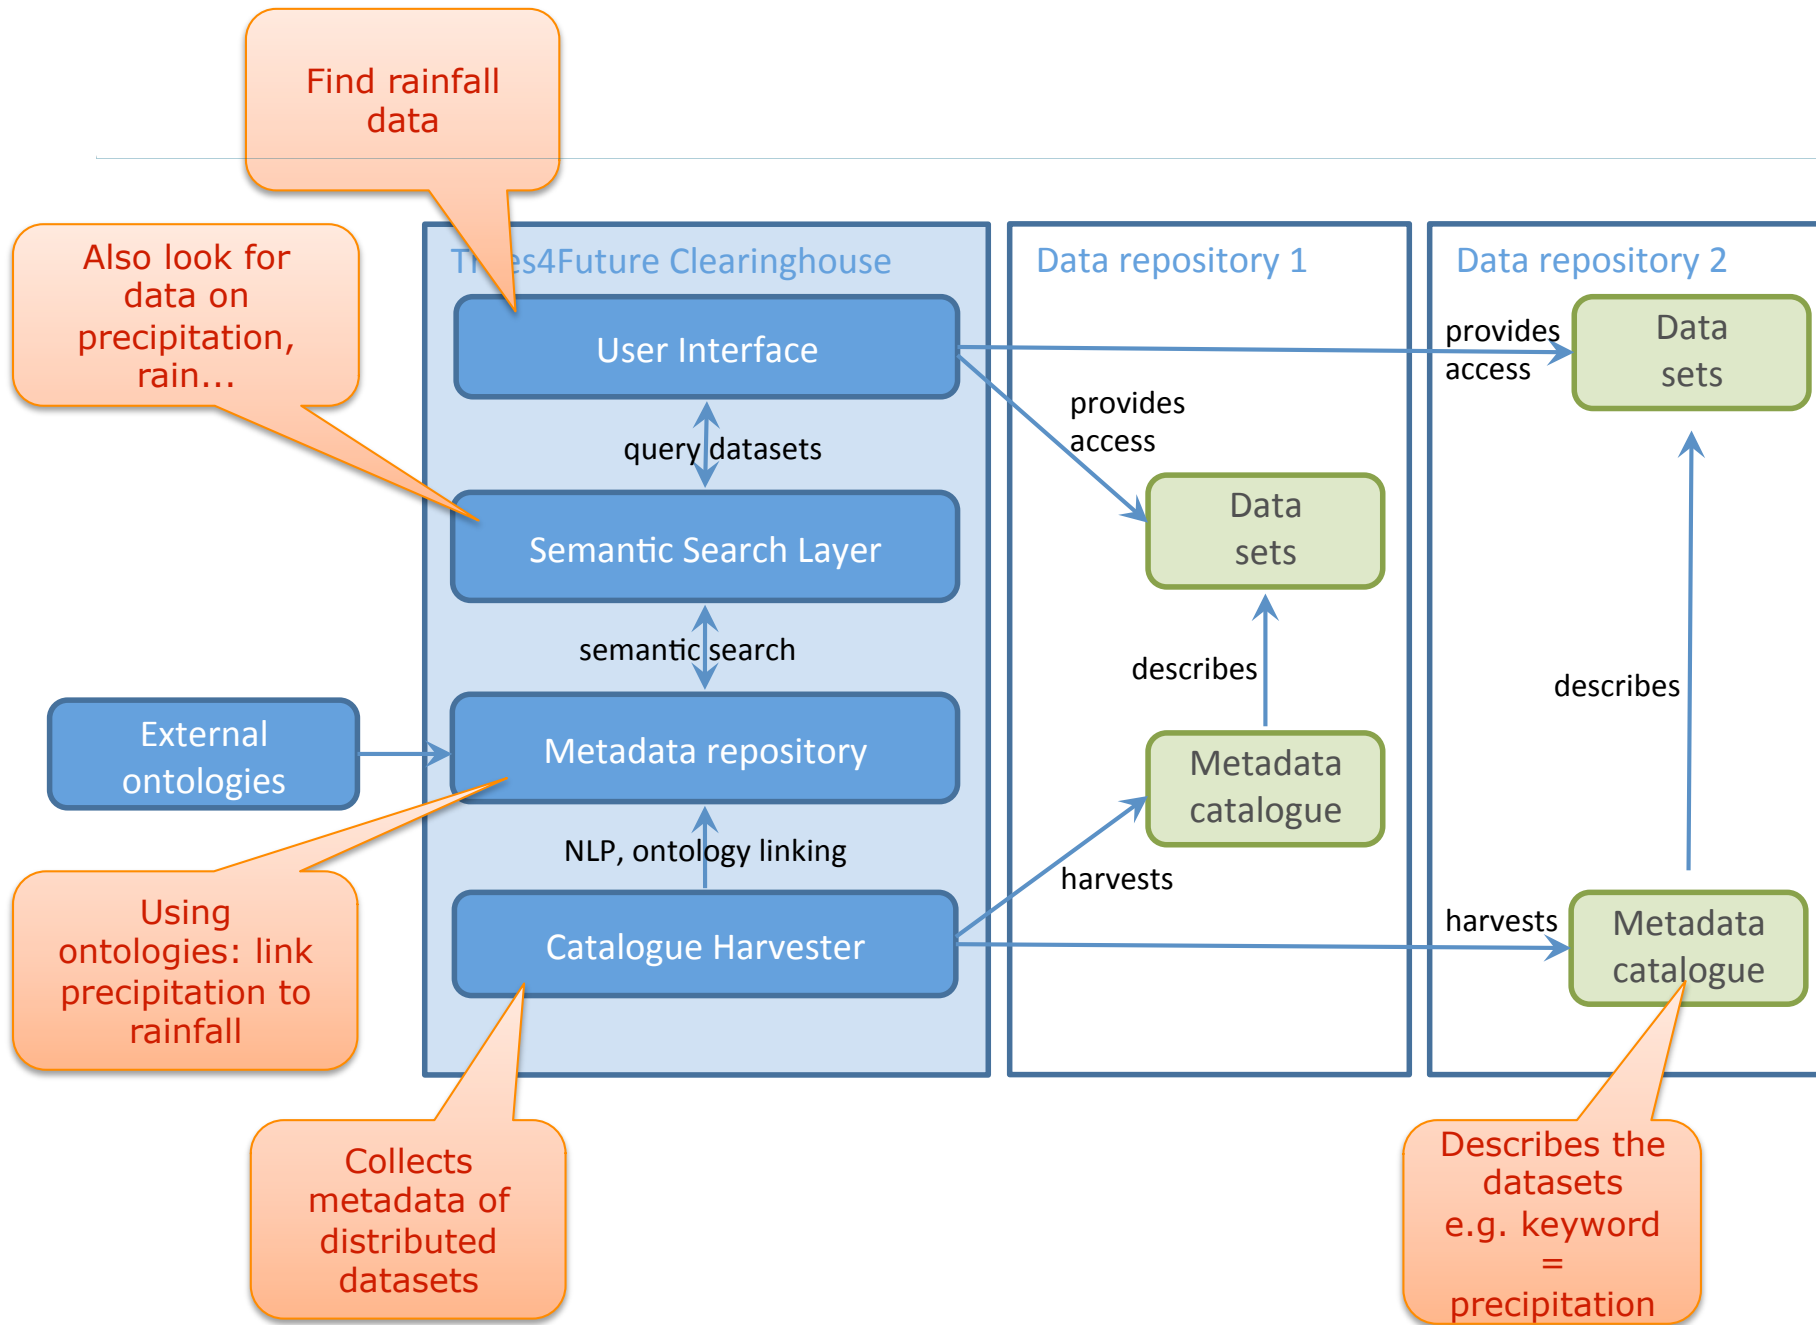 Find rainfall
data
Also look for
data on
precipitation,
rain...
Clearinghouse
User Interface
query datasets
Semantic Search Layer
semantic search
External
ontologies
Metadata repository
NLP, ontology linking
Using
ontologies: link
precipitation to
rainfall
Catalogue Harvester
Collects
metadata of
distributed
datasets
Data repository 1
provides
access
Data
sets
describes
Metadata
catalogue
harvests
Data repository 2
provides
access
Data
sets
describes
harvests
Metadata
catalogue
Describes the
datasets
e.g. keyword
=
precipitation